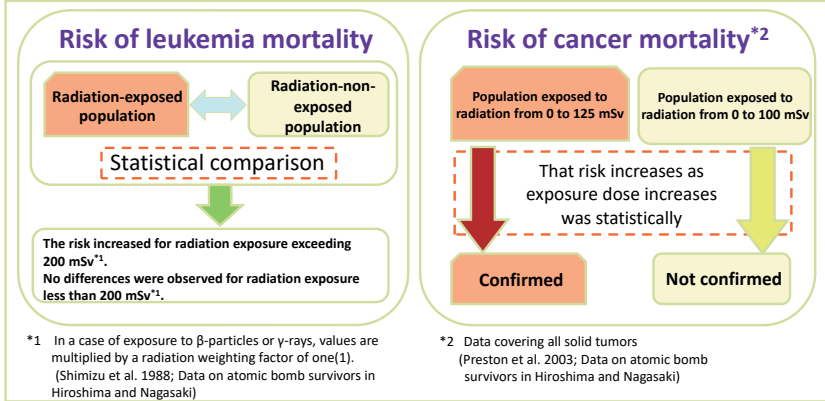 Risk of leukemia mortality
Radiation-exposed
population
Radiation-non-
exposed
population
Statistical comparison
The risk increased for radiation exposure exceeding
200 mSv*1.
No differences were observed for radiation exposure
less than 200 mSv*1.
*1 In a case of exposure to β-particles or γ-rays, values are
multiplied by a radiation weighting factor of one(1).
(Shimizu et al. 1988; Data on atomic bomb survivors in
Hiroshima and Nagasaki)
Risk of cancer mortality*2
Population exposed to
radiation from 0 to 125 mSv
Population exposed to
radiation from 0 to 100 mSv
That risk increases as
exposure dose increases
was statistically
Confirmed
Not confirmed
*2 Data covering all solid tumors
(Preston et al. 2003; Data on atomic bomb
survivors in Hiroshima and Nagasaki)